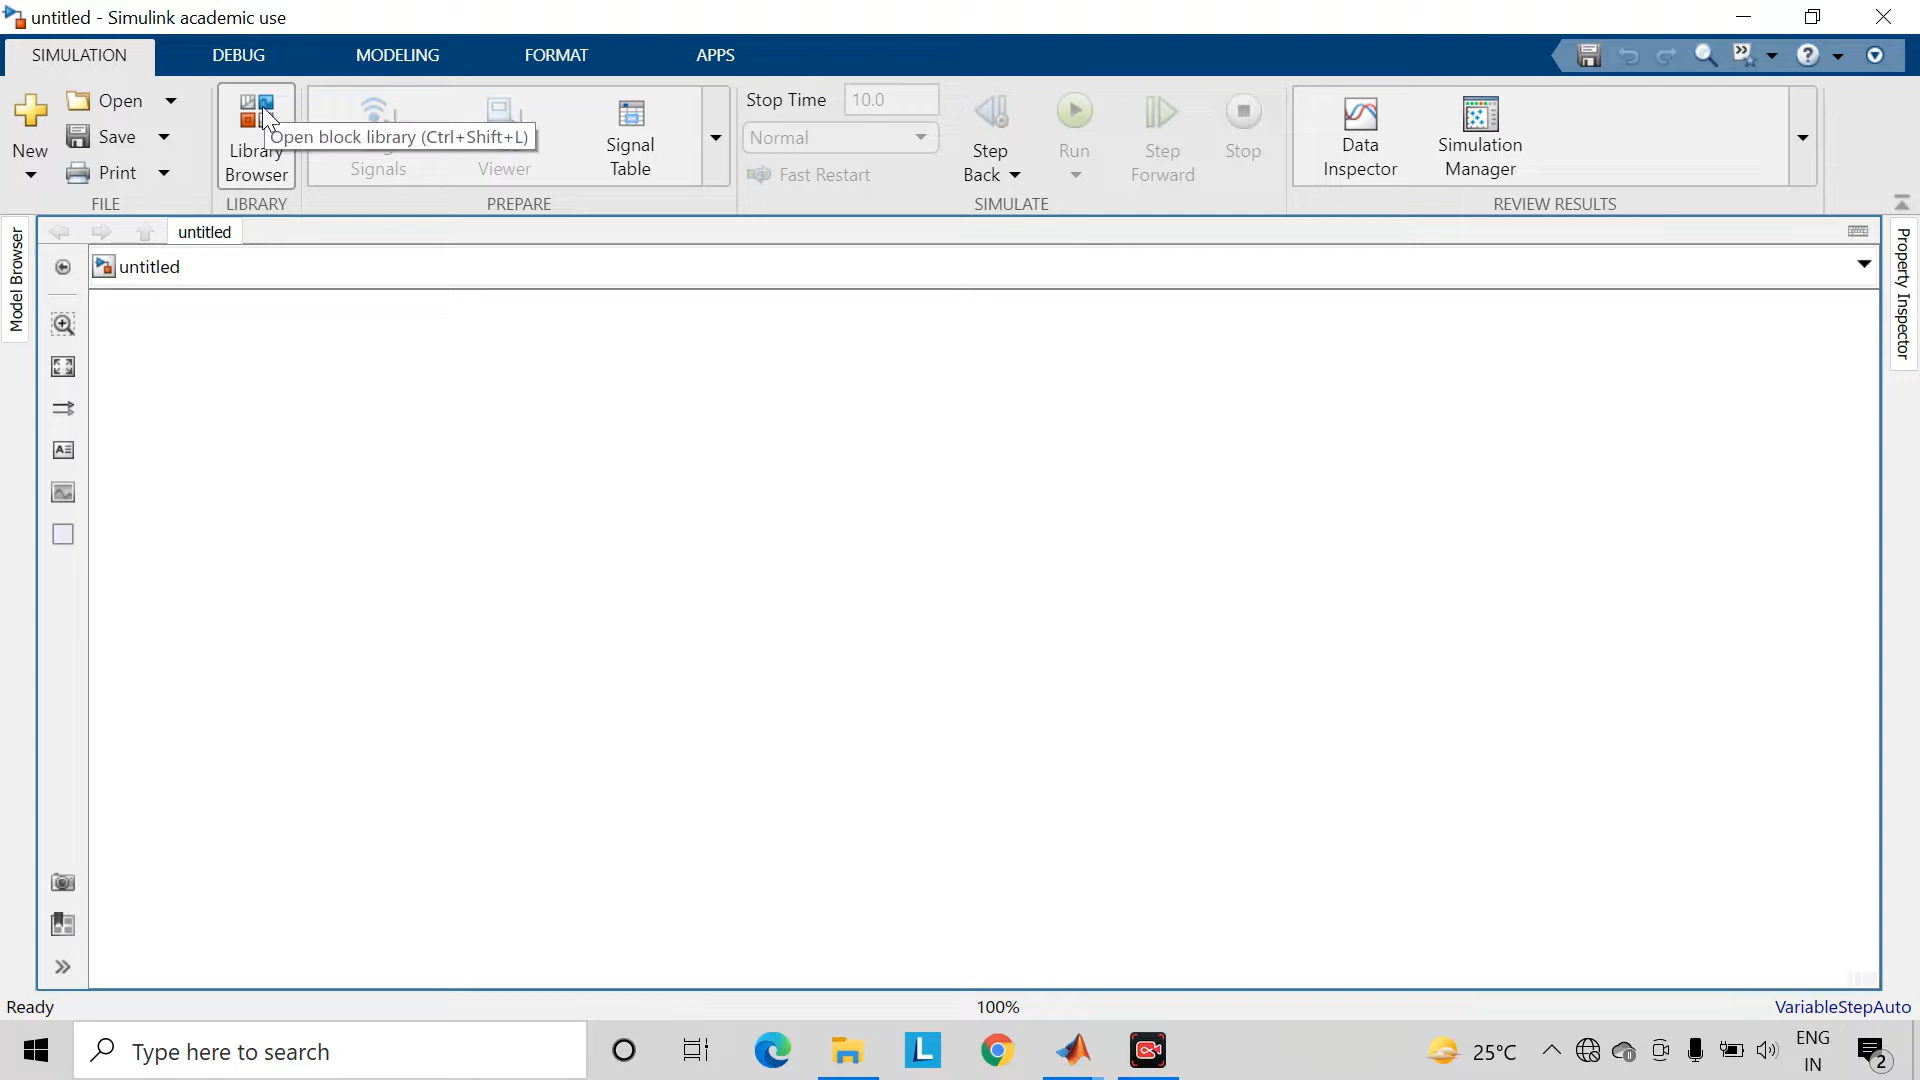 untitled - Simulink academic use
SIMULATION
DEBUG
MODELING
FORMAT
APPS
New
Open
Save
Print
FILE
Library
Browser
LIBRARY
Open block library (Ctrl+Shift+L)
Signals
Viewer
Signal
Table
PREPARE
Stop Time
10.0
Normal
Fast Restart
Step
Back
Run
Step
Forward
Stop
SIMULATE
Data
Inspector
Simulation
Manager
REVIEW RESULTS
Model Browser
untitled
untitled
Property Inspector
Ready
100%
VariableStepAuto
Type here to search
L
25°C
ENG
IN
2